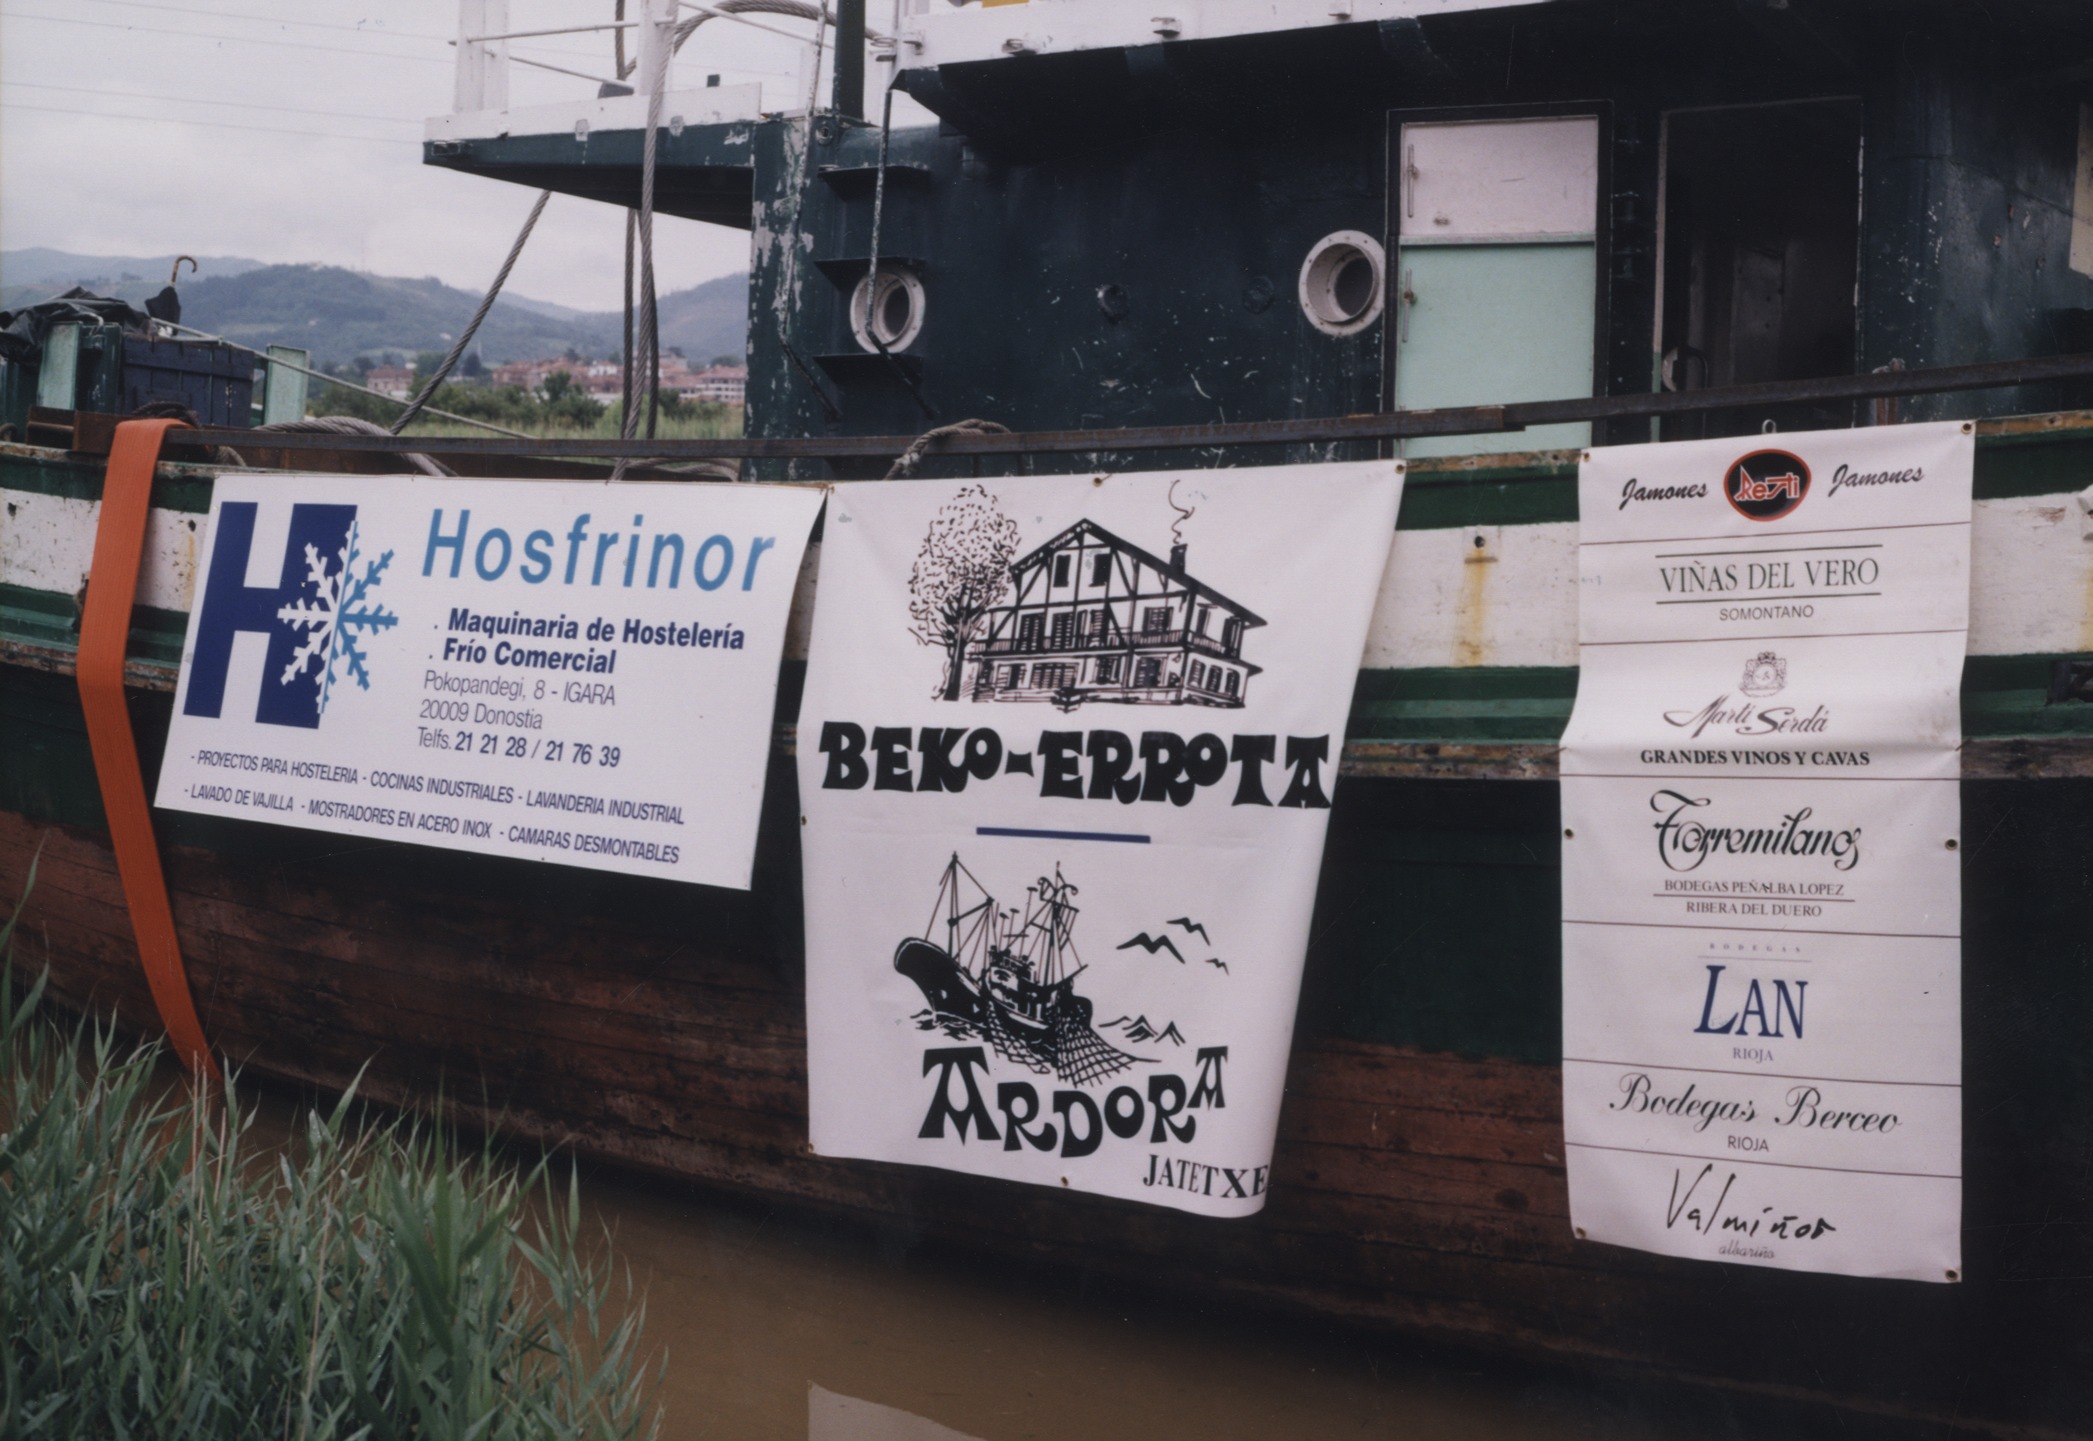 Hosfrinor
. Maquinaria de Hostelería
. Frío Comercial
Pokopandegi, 8 - IGARA
20009 Donostia
Telfs. 21 21 28 / 21 76 39
- PROYECTOS PARA HOSTELERIA - COCINAS INDUSTRIALES - LAVANDERIA INDUSTRIAL
- LAVADO DE VAJILLA - MOSTRADORES EN ACERO INOX - CAMARAS DESMONTABLES
BEKO-ERROTA
ARDORA
JATETXE
Jamones ResTi Jamones
VIÑAS DEL VERO
SOMONTANO
Marti Serdá
GRANDES VINOS Y CAVAS
Torremilanos
BODEGAS PEÑALBA LOPEZ
RIBERA DEL DUERO
BODEGAS
LAN
RIOJA
Bodegas Berceo
RIOJA
Valmiñor
albariño